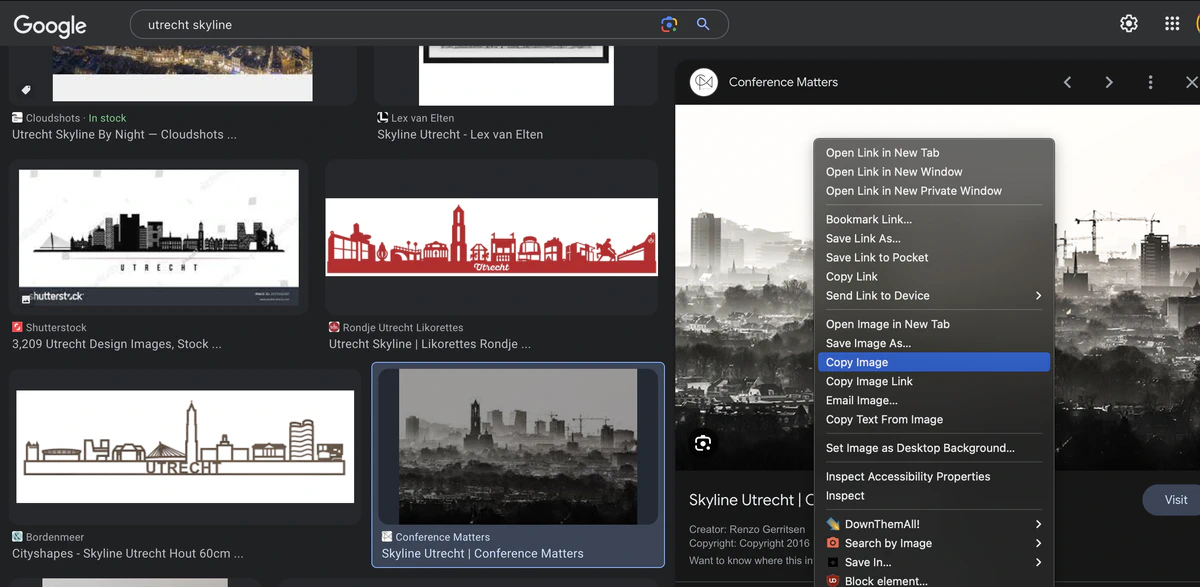 Google
utrecht skyline
Cloudshots · In stock
Utrecht Skyline By Night — Cloudshots ...
Lex van Elten
Skyline Utrecht - Lex van Elten
UTRECHT
shutterstock
Shutterstock
3,209 Utrecht Design Images, Stock ...
Utrecht
Rondje Utrecht Likorettes
Utrecht Skyline | Likorettes Rondje ...
UTRECHT
Bordenmeer
Cityshapes - Skyline Utrecht Hout 60cm ...
Conference Matters
Skyline Utrecht | Conference Matters
CM
Conference Matters
Skyline Utrecht | C
Creator: Renzo Gerritsen
Copyright: Copyright 2016
Want to know where this in
Visit
Open Link in New Tab
Open Link in New Window
Open Link in New Private Window
Bookmark Link...
Save Link As...
Save Link to Pocket
Copy Link
Send Link to Device
Open Image in New Tab
Save Image As...
Copy Image
Copy Image Link
Email Image...
Copy Text From Image
Set Image as Desktop Background...
Inspect Accessibility Properties
Inspect
DownThemAll!
Search by Image
Save In...
Block element...